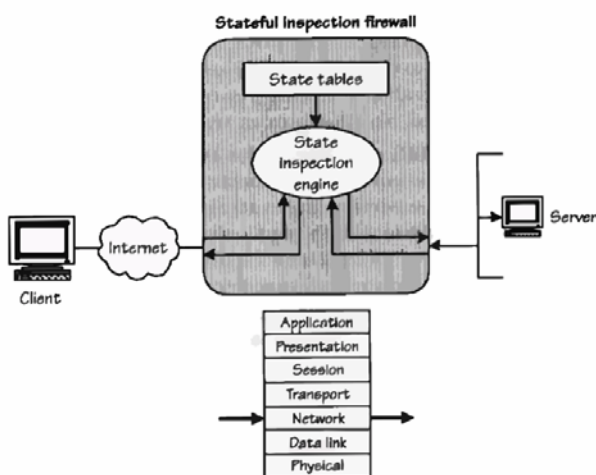 Stateful inspection firewall
State tables
State
inspection
engine
Internet
Server
Client
Application
Presentation
Session
Transport
Network
Data link
Physical